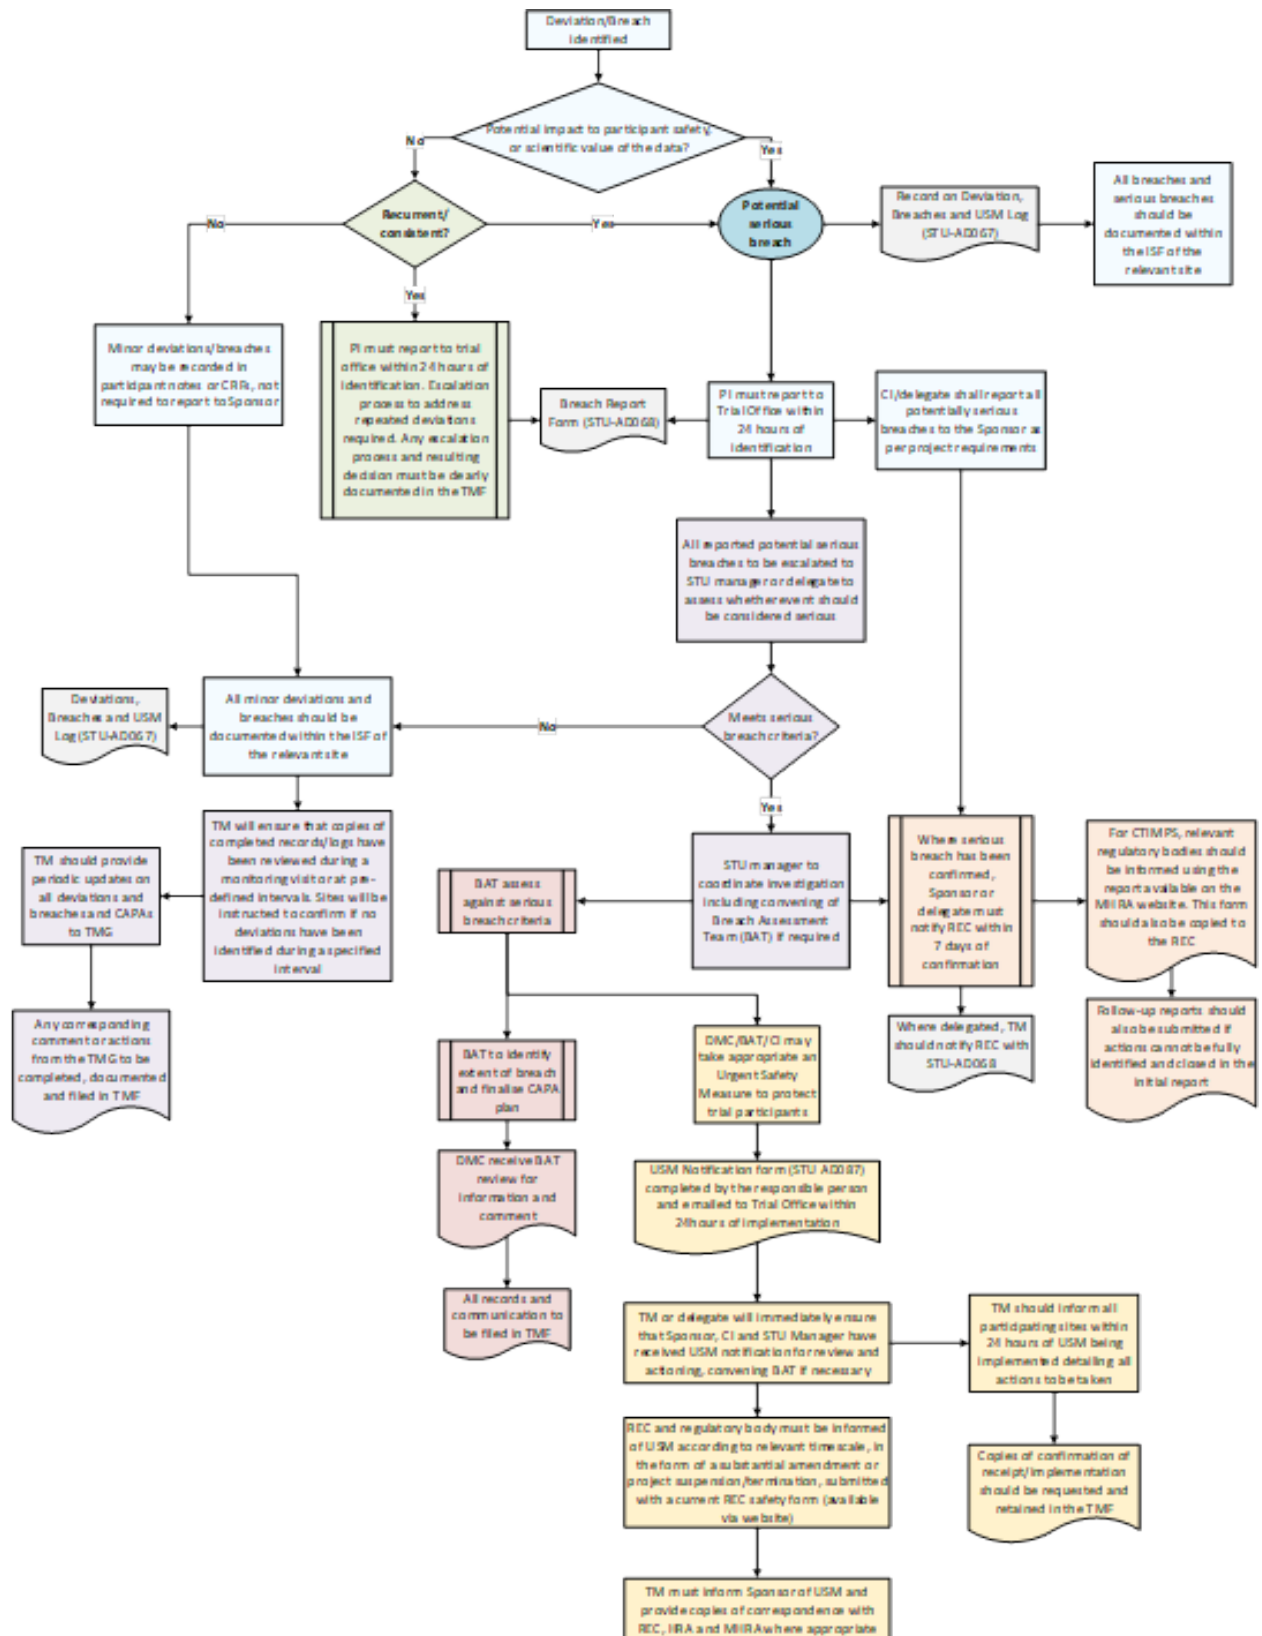 Deviation/Breach
identified
Potential impact to participant safety,
or scientific value of the data?
No
Yes
Recurrent/
consistent?
No
Yes
Yes
Potential
serious
breach
Record on Deviation,
Breaches and USM Log
(STU-AD067)
All breaches and
serious breaches
should be
documented within
the ISF of the
relevant site
Minor deviations/breaches
may be recorded in
participant notes or CRFs, not
required to report to Sponsor
PI must report to trial
office within 24 hours of
identification. Escalation
process to address
repeated deviations
required. Any escalation
process and resulting
decision must be clearly
documented in the TMF
Breach Report
Form (STU-AD068)
PI must report to
Trial Office within
24 hours of
identification
CI/delegate shall report all
potentially serious
breaches to the Sponsor as
per project requirements
All reported potential serious
breaches to be escalated to
STU manager or delegate to
assess whether event should
be considered serious
Meets serious
breach criteria?
No
Yes
Deviations,
Breaches and USM
Log (STU-AD067)
All minor deviations and
breaches should be
documented within the ISF of
the relevant site
TM will ensure that copies of
completed records/logs have
been reviewed during a
monitoring visit or at pre-
defined intervals. Sites will be
instructed to confirm if no
deviations have been
identified during a specified
interval
TM should provide
periodic updates on
all deviations and
breaches and CAPAs
to TMG
Any corresponding
comment or actions
from the TMG to be
completed, documented
and filed in TMF
BAT assess
against serious
breach criteria
STU manager to
coordinate investigation
including convening of
Breach Assessment
Team (BAT) if required
Where serious
breach has been
confirmed,
Sponsor or
delegate must
notify REC within
7 days of
confirmation
For CTIMPS, relevant
regulatory bodies should
be informed using the
report available on the
MHRA website. This form
should also be copied to
the REC
Where delegated, TM
should notify REC with
STU-AD068
Follow-up reports should
also be submitted if
actions cannot be fully
identified and closed in the
initial report
BAT to identify
extent of breach
and finalise CAPA
plan
DMC/BAT/CI may
take appropriate an
Urgent Safety
Measure to protect
trial participants
DMC receive BAT
review for
information and
comment
USM Notification form (STU AD087)
completed by the responsible person
and emailed to Trial Office within
24hours of implementation
All records and
communication to
be filed in TMF
TM or delegate will immediately ensure
that Sponsor, CI and STU Manager have
received USM notification for review and
actioning, convening BAT if necessary
TM should inform all
participating sites within
24 hours of USM being
implemented detailing all
actions to be taken
REC and regulatory body must be informed
of USM according to relevant timescale, in
the form of a substantial amendment or
project suspension/termination, submitted
with a current REC safety form (available
via website)
Copies of confirmation of
receipt/implementation
should be requested and
retained in the TMF
TM must inform Sponsor of USM and
provide copies of correspondence with
REC, HRA and MHRA where appropriate